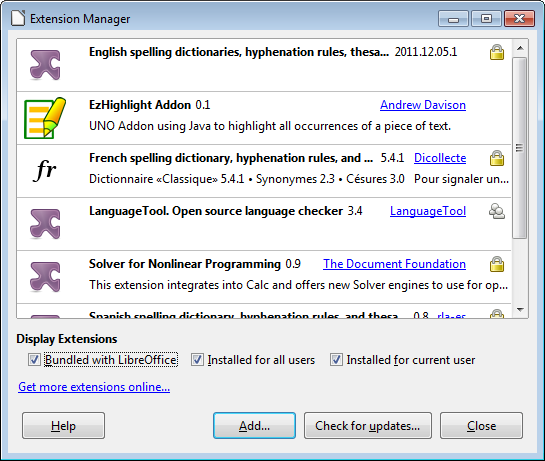 Extension Manager
English spelling dictionaries, hyphenation rules, thesa... 2011.12.05.1
EzHighlight Addon 0.1 Andrew Davison
UNO Addon using Java to highlight all occurrences of a piece of text.
fr
French spelling dictionary, hyphenation rules, and ... 5.4.1 Dicollecte
Dictionnaire «Classique» 5.4.1 • Synonymes 2.3 • Césures 3.0 Pour signaler un...
LanguageTool. Open source language checker 3.4 LanguageTool
Solver for Nonlinear Programming 0.9 The Document Foundation
This extension integrates into Calc and offers new Solver engines to use for op...
Spanish spelling dictionary, hyphenation rules, and thesa... 0.8 rla-es
Display Extensions
Bundled with LibreOffice Installed for all users Installed for current user
Get more extensions online...
Help Add... Check for updates... Close